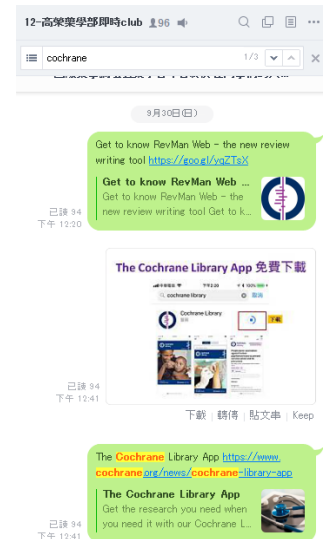 12-高榮藥學部即時club 96
cochrane
1/3
9月30日(日)
Get to know RevMan Web - the new review
writing tool https://goo.gl/yqZTsX
Get to know RevMan Web ...
Get to know RevMan Web - the
new review writing tool Get to k...
已讀 94
下午 12:20
The Cochrane Library App 免費下載
cochrane library
取消
Cochrane Library
下載
已讀 94
下午 12:41
下載 | 轉傳 | 貼文串 | Keep
The Cochrane Library App https://www.
cochrane.org/news/cochrane-library-app
The Cochrane Library App
Get the research you need when
you need it with our Cochrane L...
已讀 94
下午 12:41